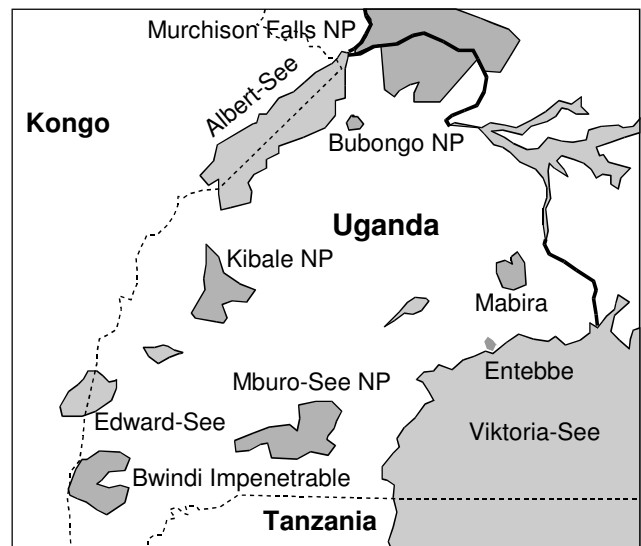 Murchison Falls NP
Albert-See
Kongo
Bubongo NP
Uganda
Kibale NP
Mabira
Entebbe
Mburo-See NP
Edward-See
Viktoria-See
Bwindi Impenetrable
Tanzania